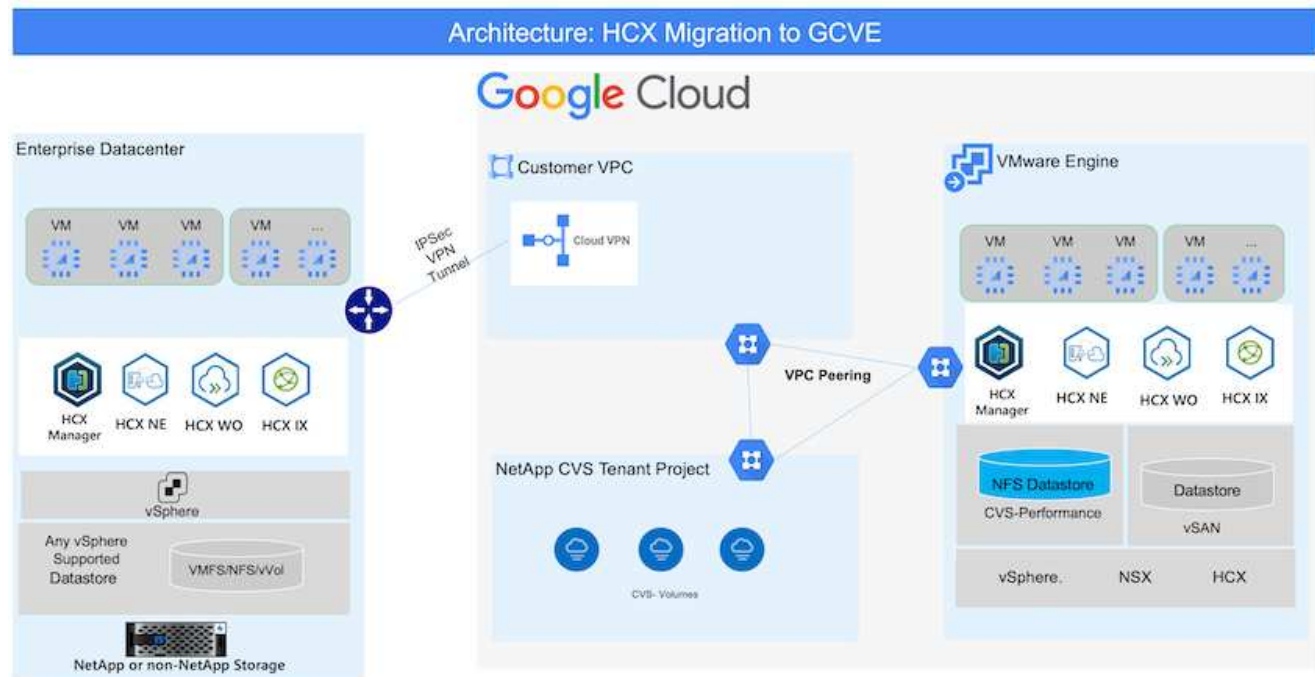 Architecture: HCX Migration to GCVE
Google Cloud
Enterprise Datacenter
VM
VM
VM
VM
...
HCX
Manager
HCX NE
HCX WO
HCX IX
vSphere
Any vSphere
Supported
Datastore
VMFS/NFS/vVol
NetApp or non-NetApp Storage
IPSec
VPN
Tunnel
Customer VPC
Cloud VPN
VPC Peering
NetApp CVS Tenant Project
CVS- Volumes
VMware Engine
VM
VM
VM
VM
...
HCX
Manager
HCX NE
HCX WO
HCX IX
NFS Datastore
CVS-Performance
Datastore
vSAN
vSphere.
NSX
HCX